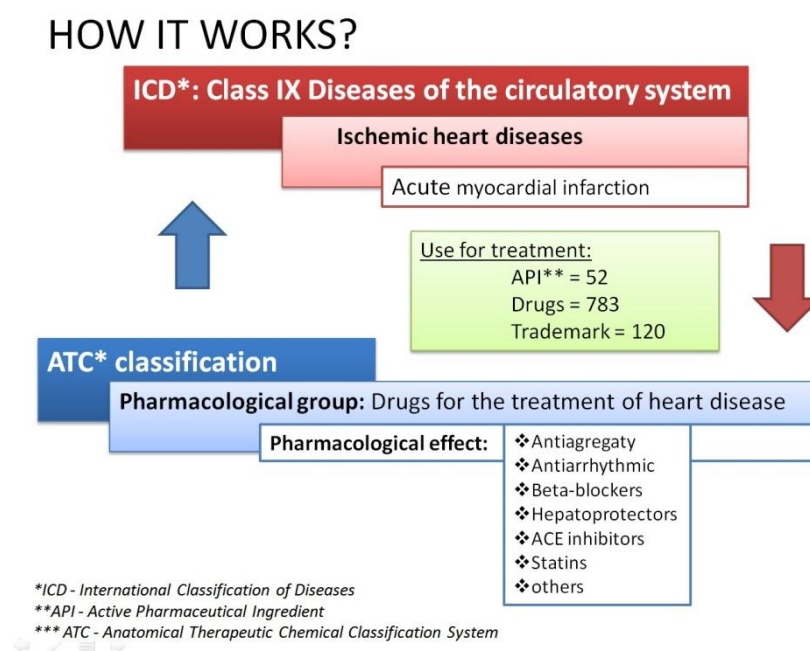 HOW IT WORKS?
ICD*: Class IX Diseases of the circulatory system
Ischemic heart diseases
Acute myocardial infarction
Use for treatment:
API** = 52
Drugs = 783
Trademark = 120
ATC* classification
Pharmacological group: Drugs for the treatment of heart disease
Pharmacological effect:
❖Antiagregaty
❖Antiarrhythmic
❖Beta-blockers
❖Hepatoprotectors
❖ACE inhibitors
❖Statins
❖others
*ICD - International Classification of Diseases
**API - Active Pharmaceutical Ingredient
*** ATC - Anatomical Therapeutic Chemical Classification System